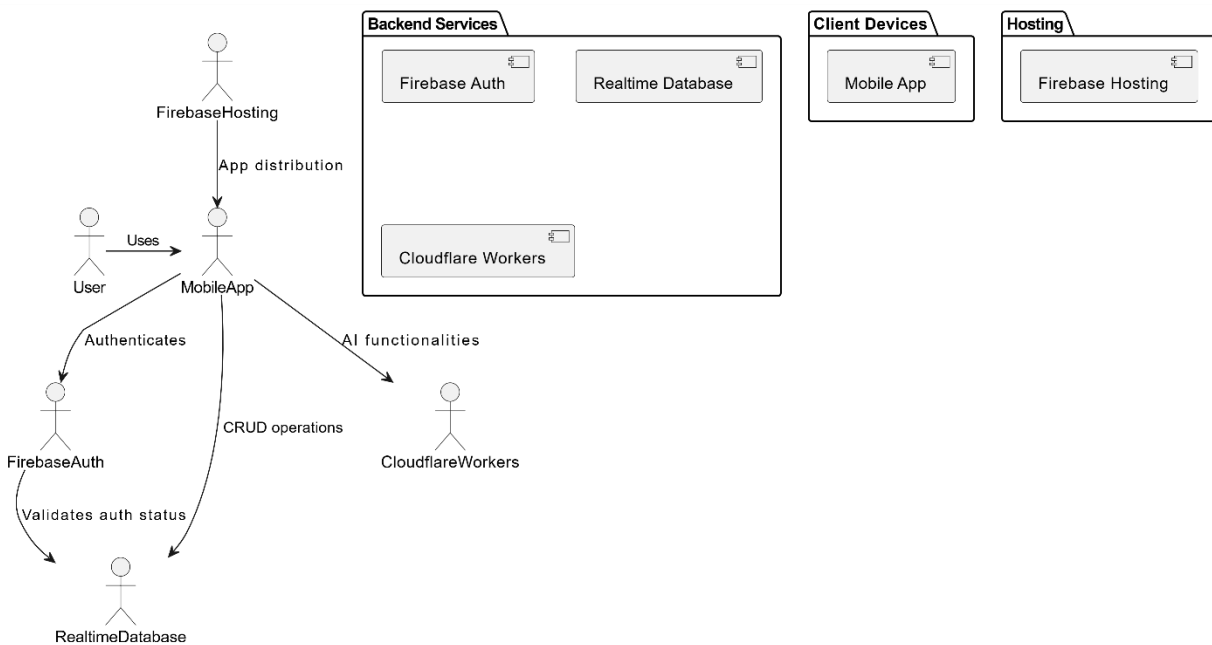 Backend Services
Client Devices
Hosting
Firebase Auth
Realtime Database
Mobile App
Firebase Hosting
FirebaseHosting
App distribution
Uses
Cloudflare Workers
User
MobileApp
Authenticates
AI functionalities
CRUD operations
FirebaseAuth
CloudflareWorkers
Validates auth status
RealtimeDatabase